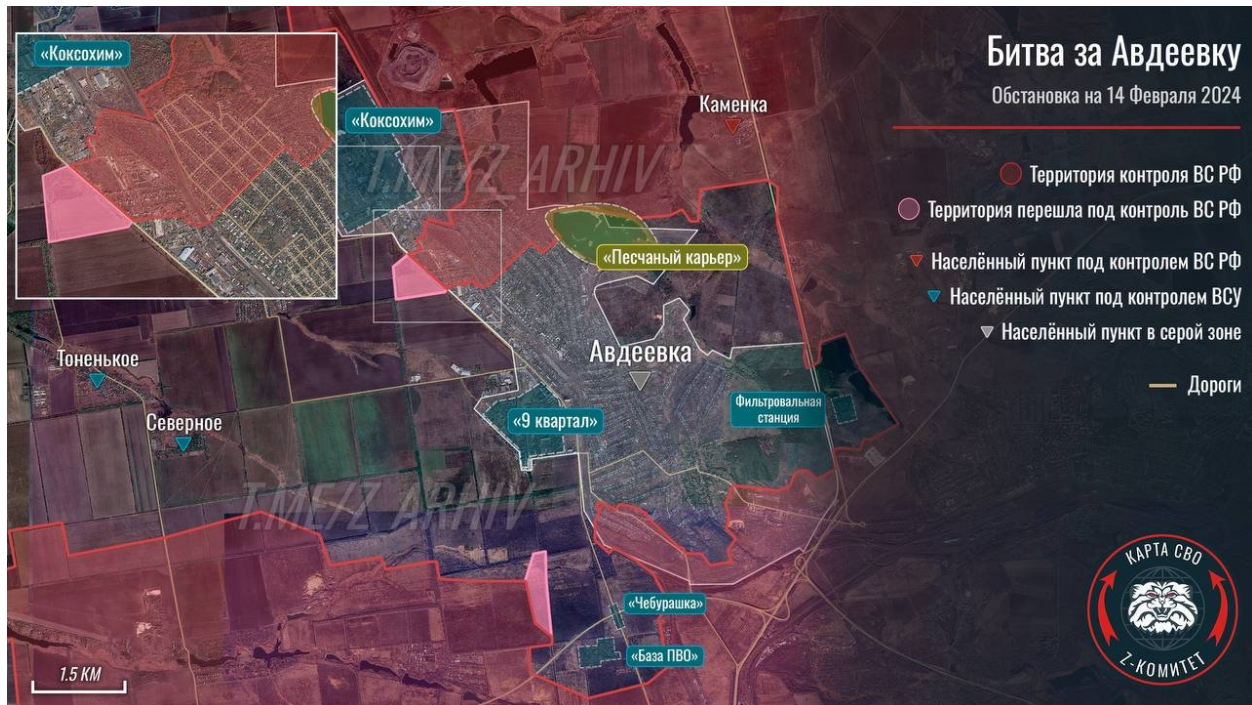 Битва за Авдеевку
Обстановка на 14 Февраля 2024
Территория контроля ВС РФ
Территория перешла под контроль ВС РФ
Населённый пункт под контролем ВС РФ
Населённый пункт под контролем ВСУ
Населённый пункт в серой зоне
Дороги
«Коксохим»
«Коксохим»
Каменка
T.ME/Z_ARHIV
«Песчаный карьер»
Авдеевка
Тоненькое
Северное
«9 квартал»
Фильтровальная
станция
T.ME/Z_ARHIV
«Чебурашка»
«База ПВО»
1.5 КМ
КАРТА СВО
Z-КОМИТЕТ